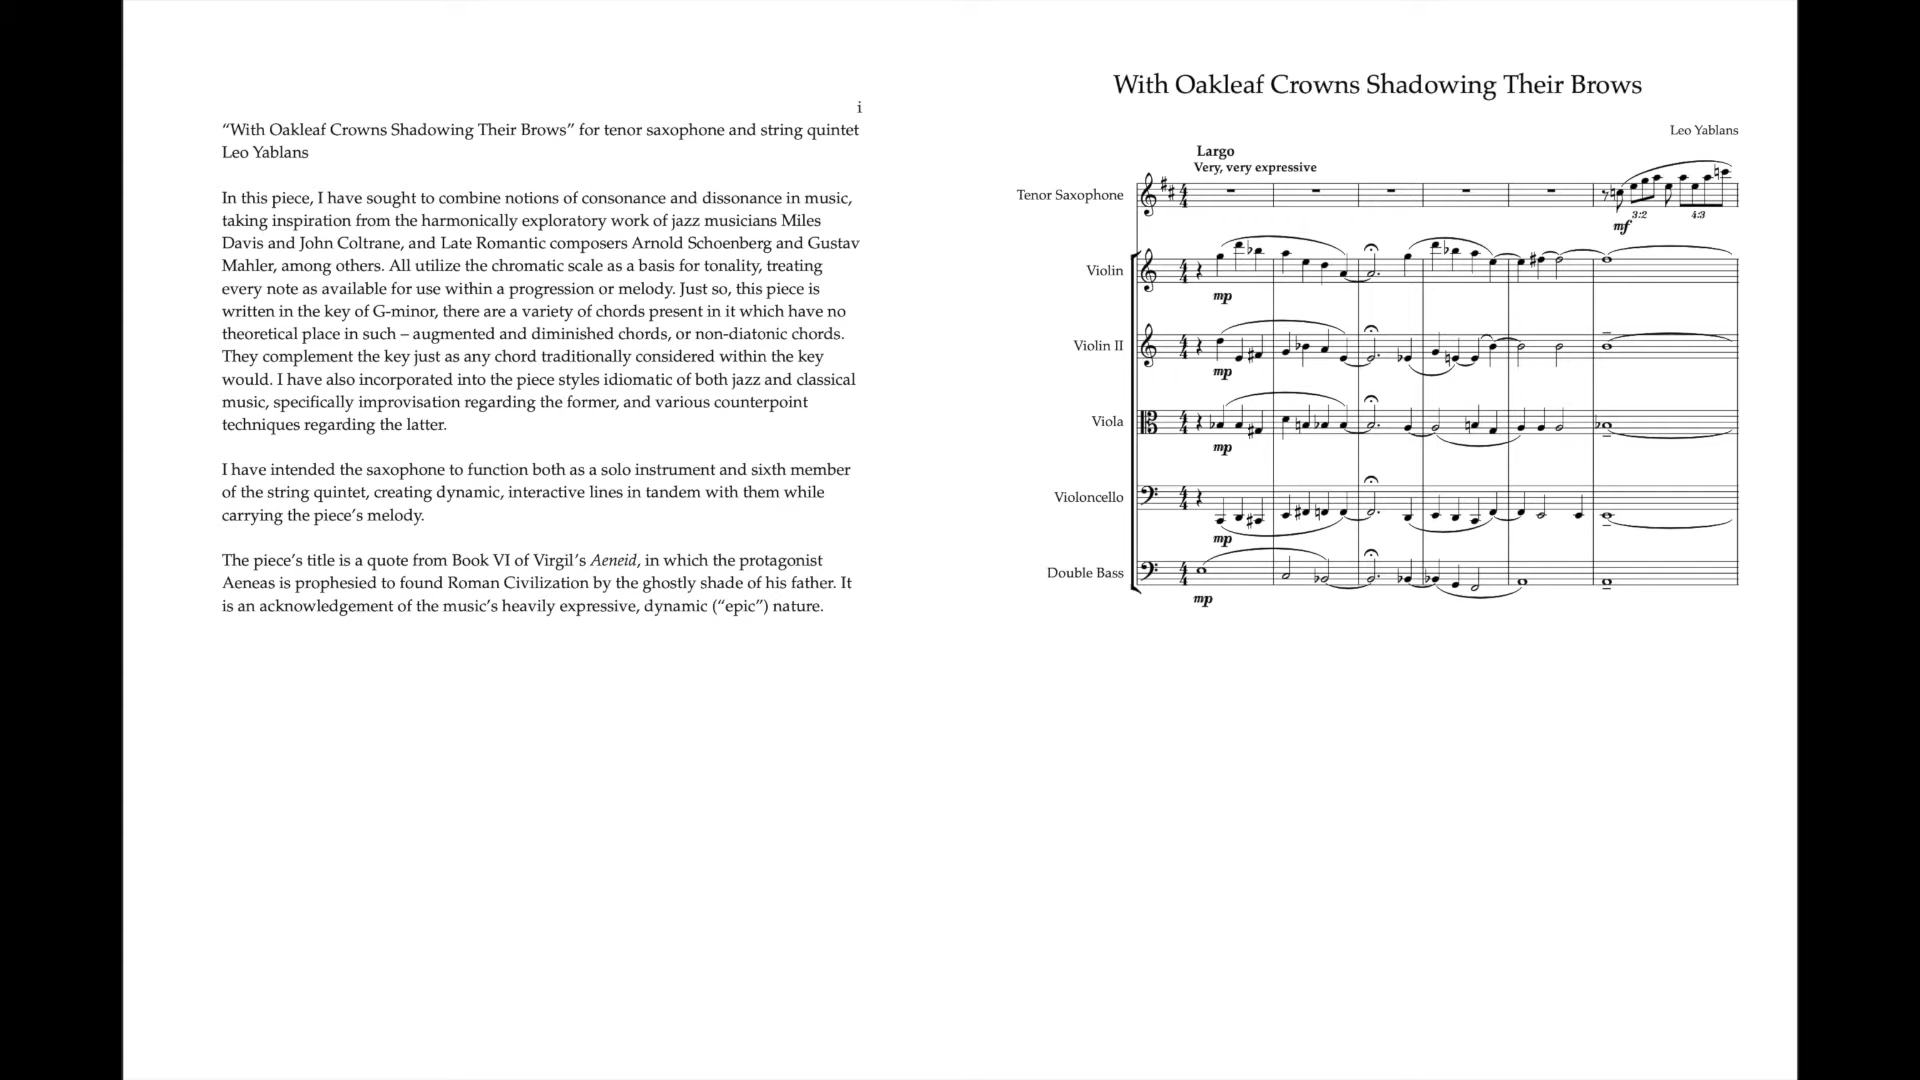 i
“With Oakleaf Crowns Shadowing Their Brows” for tenor saxophone and string quintet
Leo Yablans
In this piece, I have sought to combine notions of consonance and dissonance in music,
taking inspiration from the harmonically exploratory work of jazz musicians Miles
Davis and John Coltrane, and Late Romantic composers Arnold Schoenberg and Gustav
Mahler, among others. All utilize the chromatic scale as a basis for tonality, treating
every note as available for use within a progression or melody. Just so, this piece is
written in the key of G-minor, there are a variety of chords present in it which have no
theoretical place in such – augmented and diminished chords, or non-diatonic chords.
They complement the key just as any chord traditionally considered within the key
would. I have also incorporated into the piece styles idiomatic of both jazz and classical
music, specifically improvisation regarding the former, and various counterpoint
techniques regarding the latter.
I have intended the saxophone to function both as a solo instrument and sixth member
of the string quintet, creating dynamic, interactive lines in tandem with them while
carrying the piece’s melody.
The piece’s title is a quote from Book VI of Virgil’s Aeneid, in which the protagonist
Aeneas is prophesied to found Roman Civilization by the ghostly shade of his father. It
is an acknowledgement of the music’s heavily expressive, dynamic (“epic”) nature.
With Oakleaf Crowns Shadowing Their Brows
Leo Yablans
Largo
Very, very expressive
Tenor Saxophone
3:2 4:3
mf
Violin
mp
Violin II
mp
Viola
mp
Violoncello
mp
Double Bass
mp